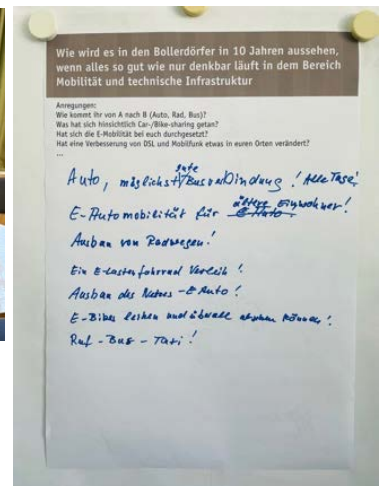 Wie wird es in den Bollerdörfer in 10 Jahren aussehen,
wenn alles so gut wie nur denkbar läuft in dem Bereich
Mobilität und technische Infrastruktur
Anregungen:
Wie kommt ihr von A nach B (Auto, Rad, Bus)?
Was hat sich hinsichtlich Car-/Bike-sharing getan?
Hat sich die E-Mobilität bei euch durchgesetzt?
Hat eine Verbesserung von DSL und Mobilfunk etwas in euren Orten verändert?
...
gute
Auto, möglichst Busverbindung ! Alle Tage!
ältere Einwohner!
E-Automobilität für E-Auto.
Ausbau von Radwegen!
Ein E-Lastenfahrrad Verleih !
Ausbau des Netzes - E-Auto !
E-Bikes leihen und überall können !
Ruf - Bus - Taxi !